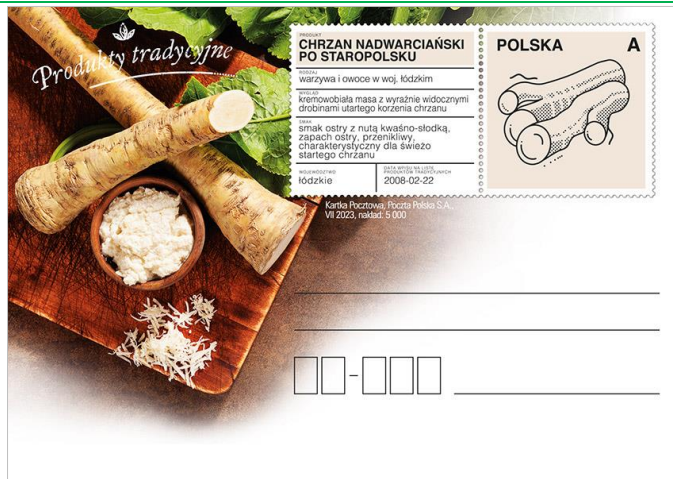 Produkty tradycyjne
PRODUKT
CHRZAN NADWARCIAŃSKI
PO STAROPOLSKU
RODZAJ
warzywa i owoce w woj. łódzkim
WYGLĄD
kremowobiała masa z wyraźnie widocznymi
drobinami utartego korzenia chrzanu
SMAK
smak ostry z nutą kwaśno-słodką,
zapach ostry, przenikliwy,
charakterystyczny dla świeżo
startego chrzanu
WOJEWÓDZTWO
łódzkie
DATA WPISU NA LISTĘ
PRODUKTÓW TRADYCYJNYCH
2008-02-22
POLSKA A
Kartka Pocztowa, Poczta Polska S.A.,
VII 2023, nakład: 5 000